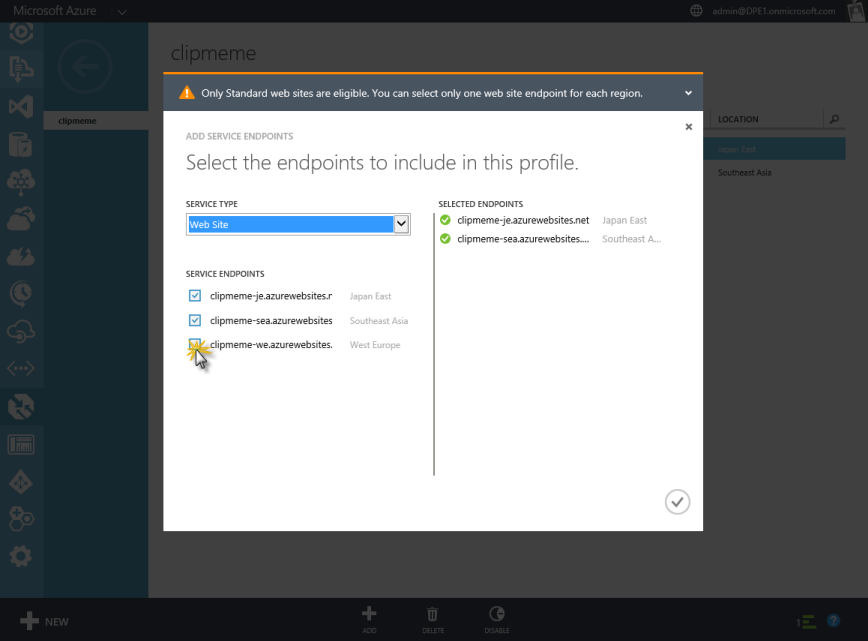 Microsoft Azure
admin@DPE1.onmicrosoft.com
clipmeme
clipmeme
Only Standard web sites are eligible. You can select only one web site endpoint for each region.
LOCATION
Japan East
Southeast Asia
ADD SERVICE ENDPOINTS
Select the endpoints to include in this profile.
SERVICE TYPE
Web Site
SERVICE ENDPOINTS
clipmeme-je.azurewebsites.r Japan East
clipmeme-sea.azurewebsites Southeast Asia
clipmeme-we.azurewebsites. West Europe
SELECTED ENDPOINTS
clipmeme-je.azurewebsites.net Japan East
clipmeme-sea.azurewebsites.... Southeast A...
NEW
ADD
DELETE
DISABLE
1
?